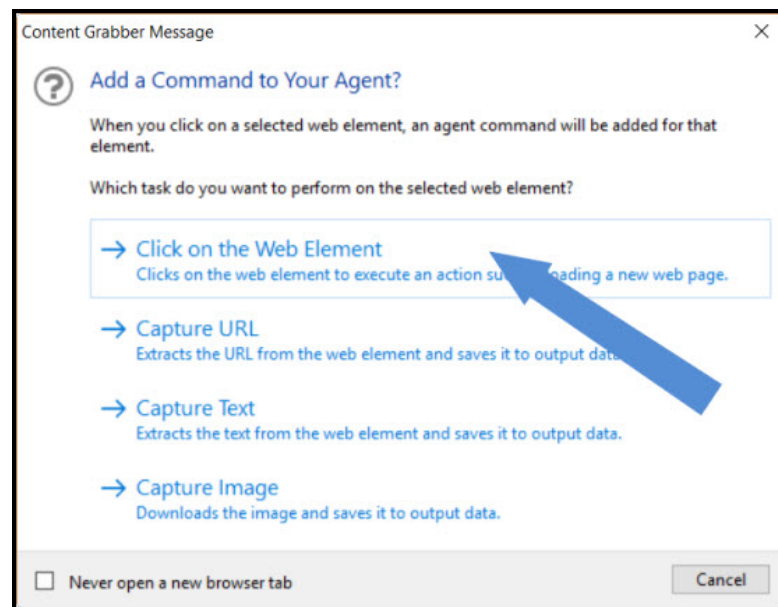 Content Grabber Message
Add a Command to Your Agent?
When you click on a selected web element, an agent command will be added for that
element.
Which task do you want to perform on the selected web element?
Click on the Web Element
Clicks on the web element to execute an action loading a new web page.
Capture URL
Extracts the URL from the web element and saves it to output
Capture Text
Extracts the text from the web element and saves it to output data.
Capture Image
Downloads the image and saves it to output data.
Never open a new browser tab
Cancel